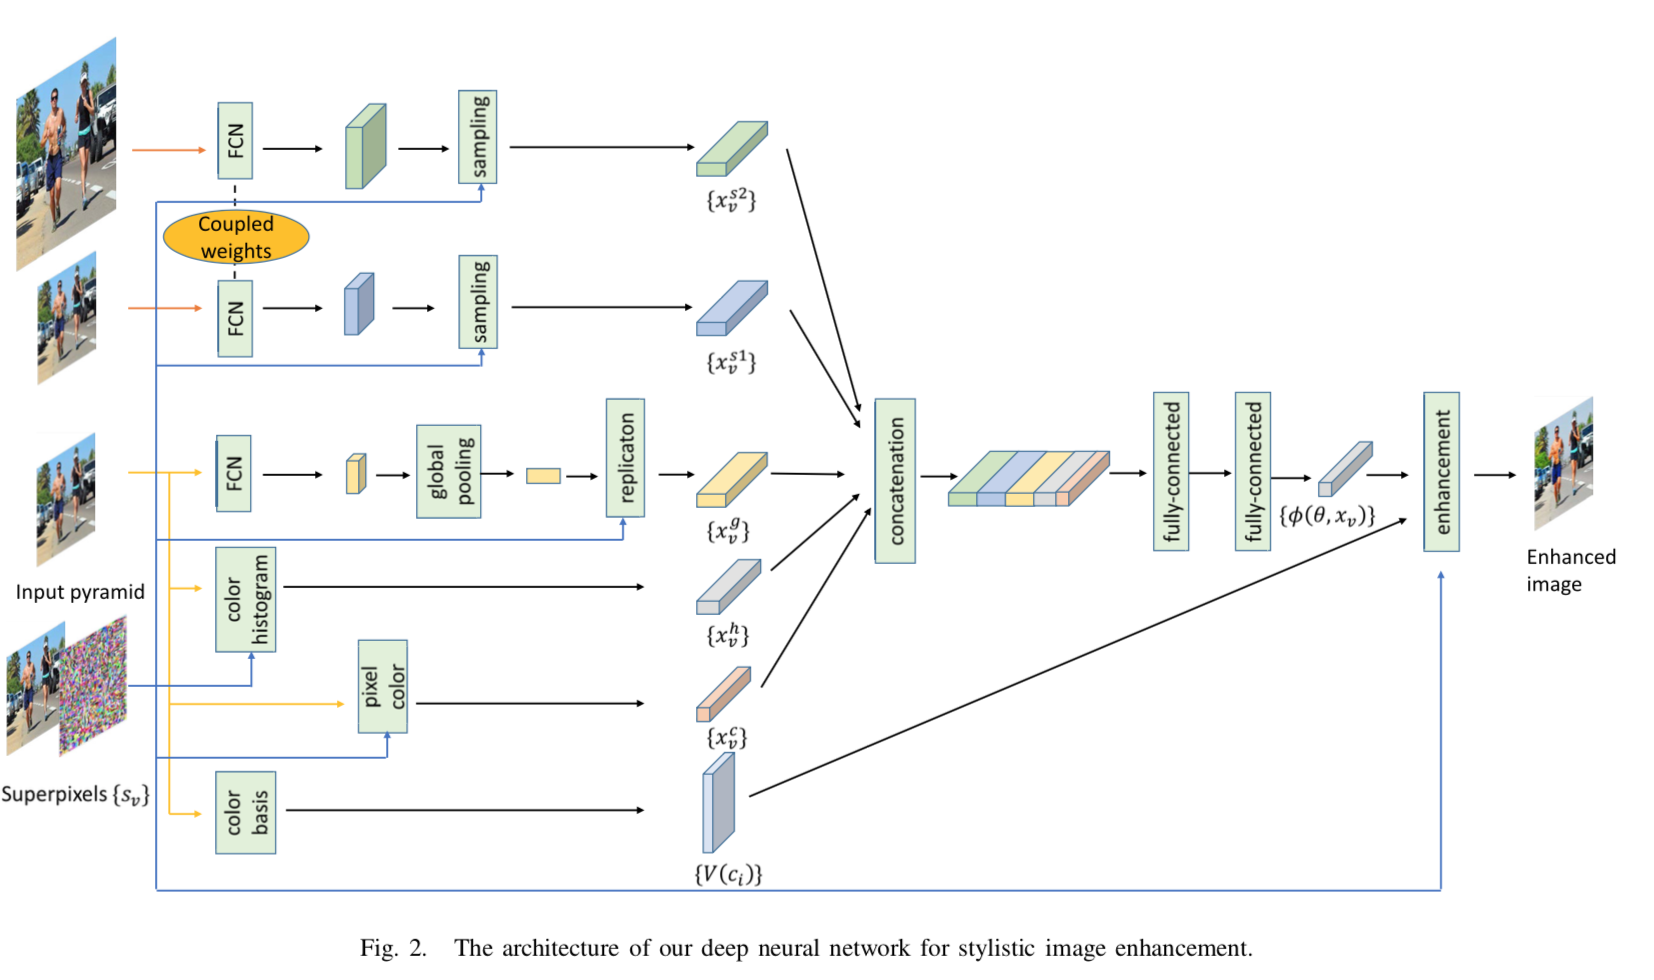 FCN
sampling
{x_v^{s2}}
Coupled
weights
FCN
sampling
{x_v^{s1}}
FCN
global
pooling
replicaton
{x_v^g}
concatenation
fully-connected
fully-connected
{ϕ(θ, x_v)}
enhancement
Enhanced
image
Input pyramid
color
histogram
{x_v^h}
pixel
color
{x_v^c}
Superpixels {s_v}
color
basis
{V(c_i)}
Fig. 2. The architecture of our deep neural network for stylistic image enhancement.